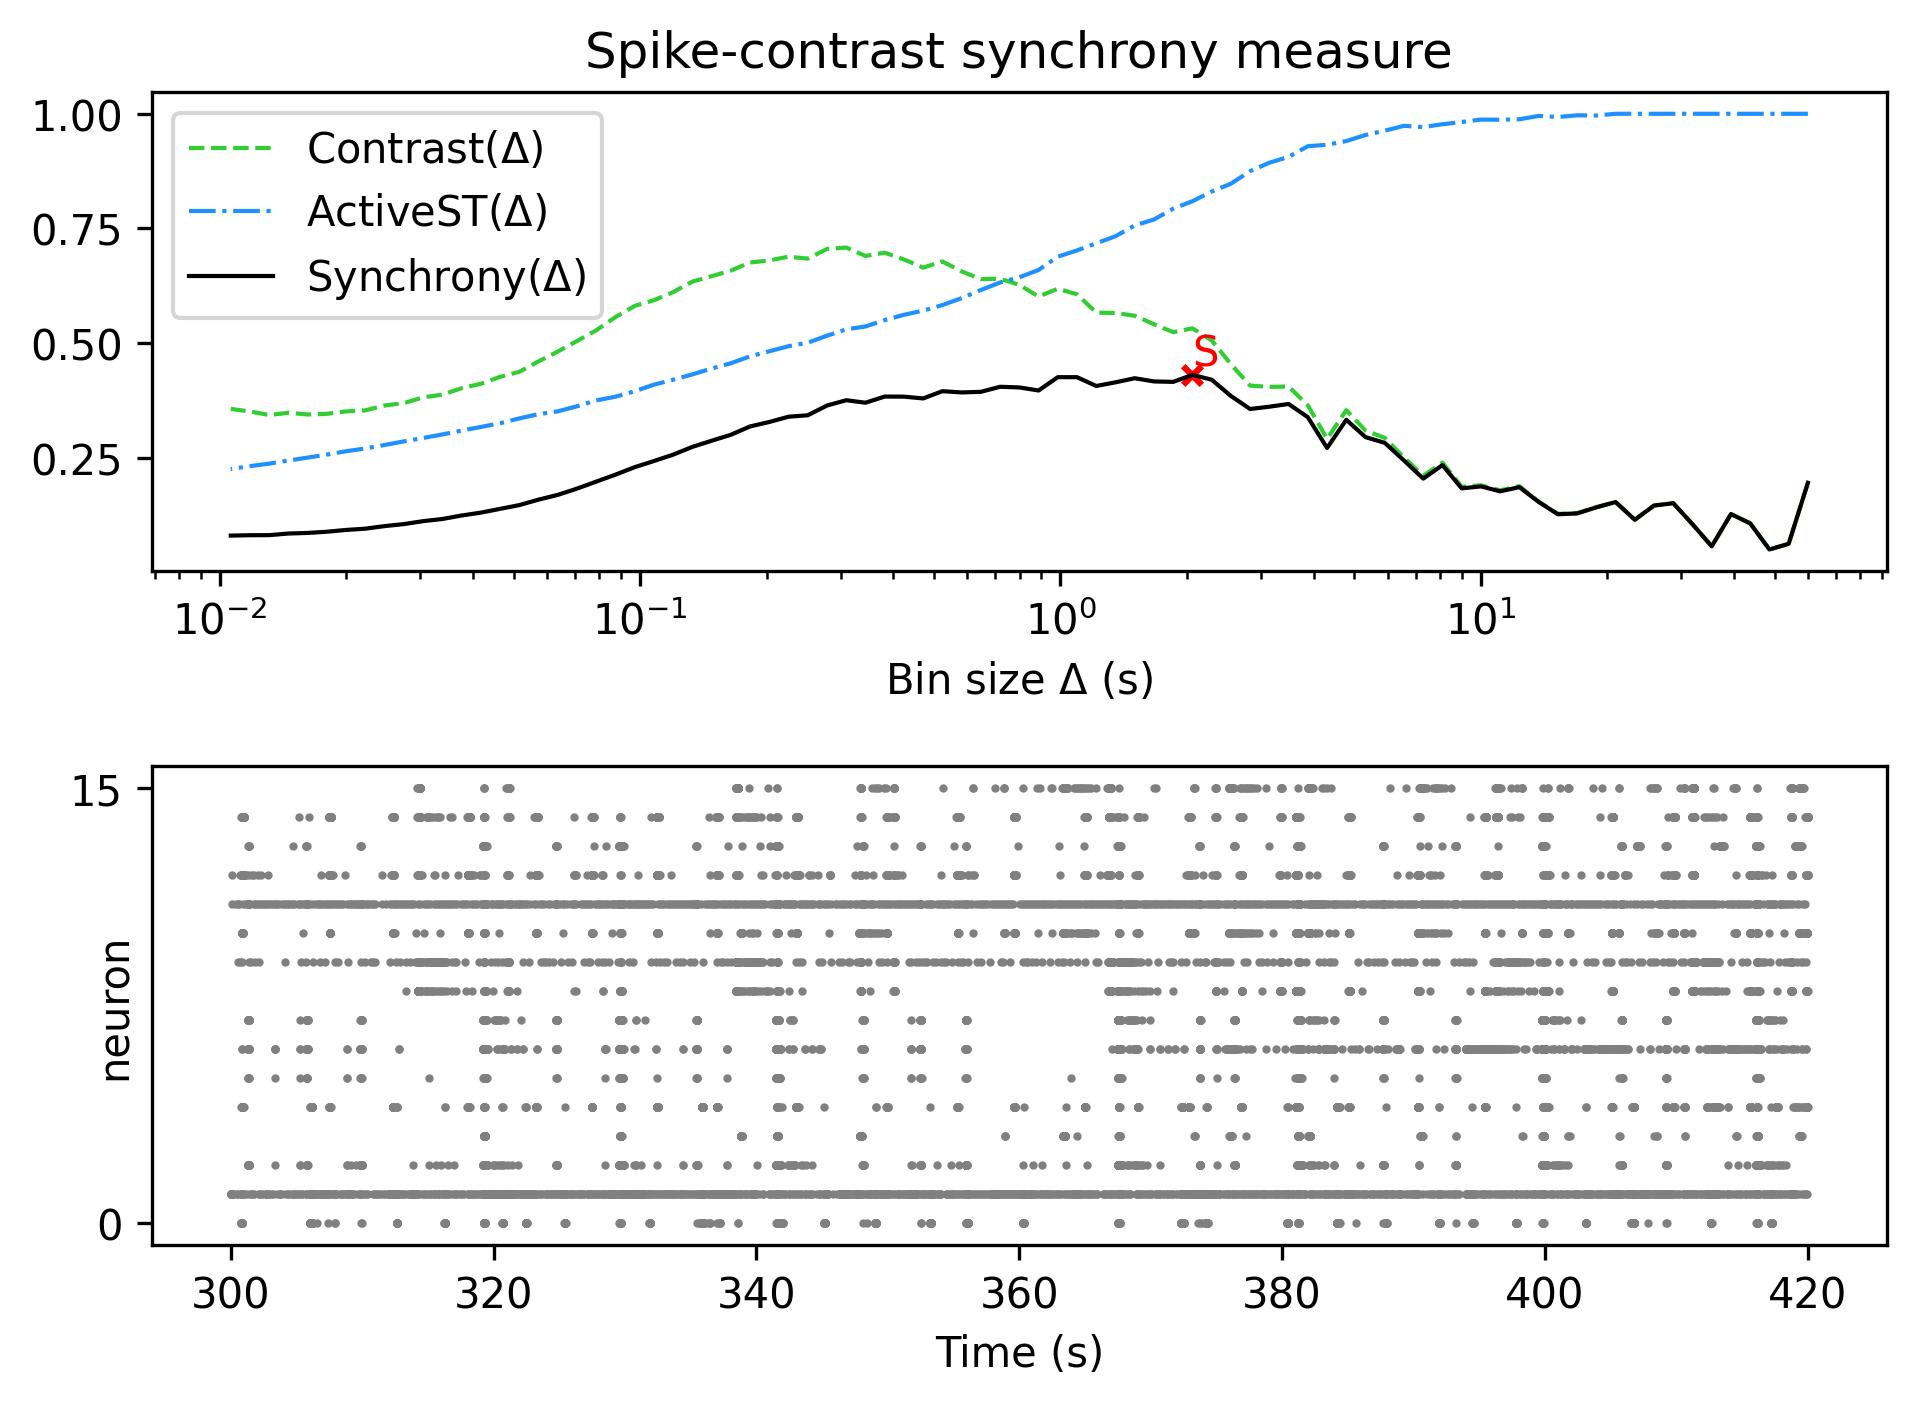 Spike-contrast synchrony measure
1.00
0.75
0.50
0.25
Contrast(Δ)
ActiveST(Δ)
Synchrony(Δ)
S
10⁻² 10⁻¹ 10⁰ 10¹
Bin size Δ (s)
15
0
neuron
300 320 340 360 380 400 420
Time (s)